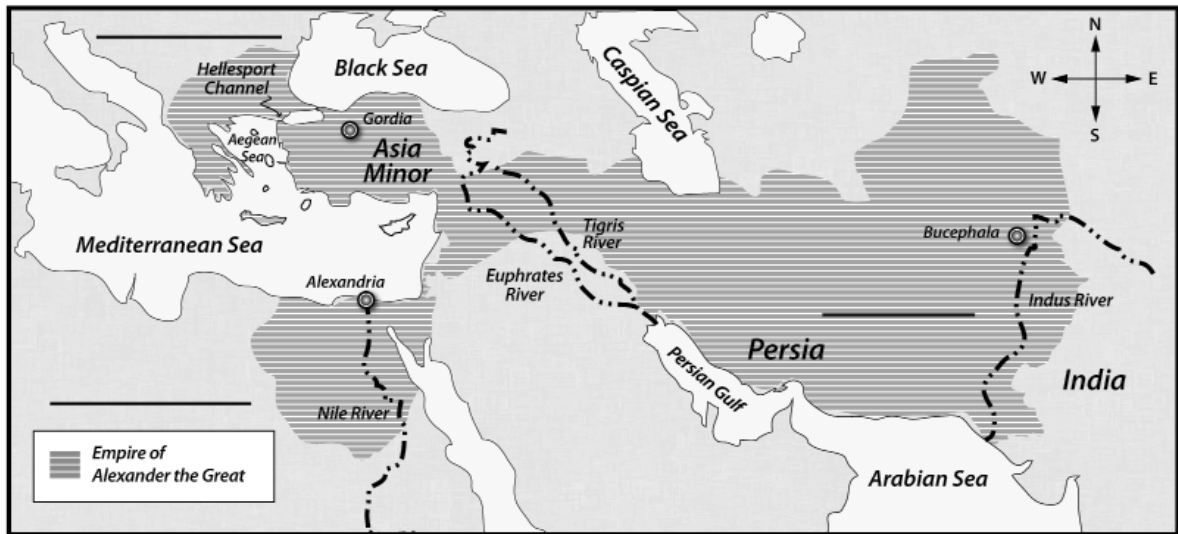 N
W E
S
Hellesport
Channel
Black Sea
Caspian Sea
Gordia
Aegean
Sea
Asia
Minor
Mediterranean Sea
Tigris
River
Bucephala
Alexandria
Euphrates
River
Indus River
Persia
Persian Gulf
India
Nile River
Empire of
Alexander the Great
Arabian Sea